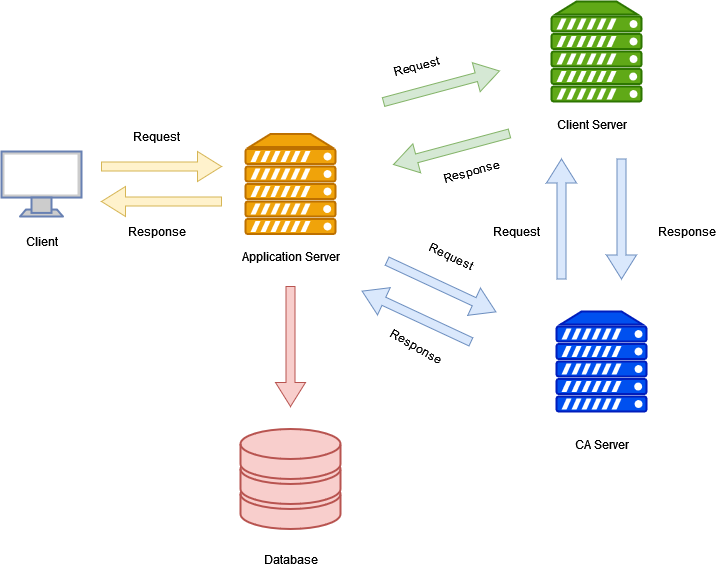 Request
Client Server
Request
Response
Response
Client
Response
Application Server
Request
Request
Response
Response
CA Server
Database